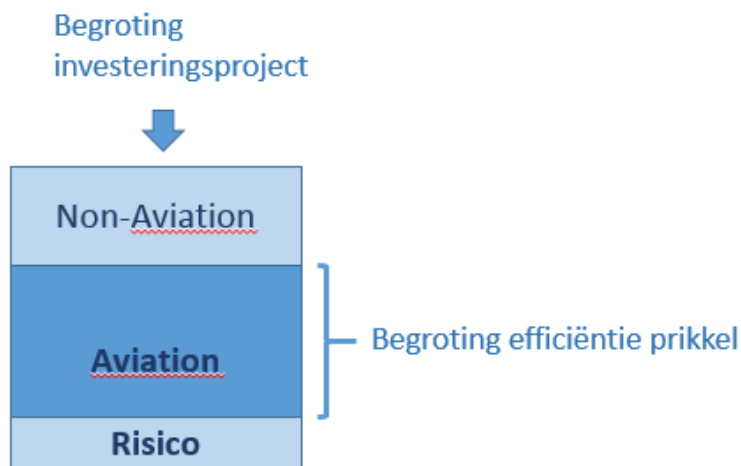 Begroting
investeringsproject
Non-Aviation
Aviation
Begroting efficiëntie prikkel
Risico